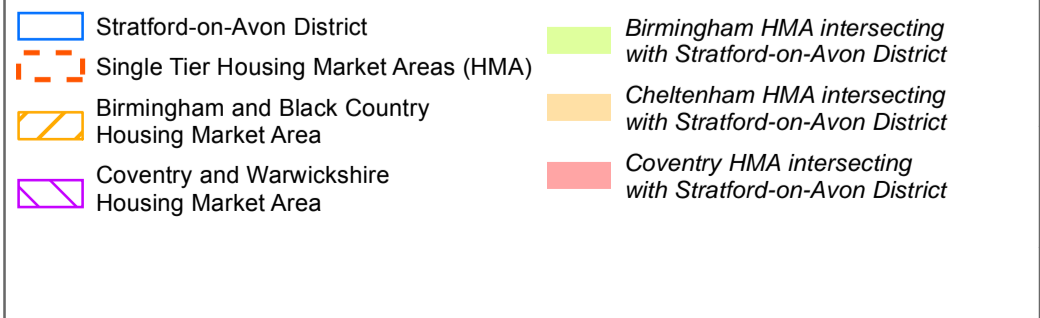 Stratford-on-Avon District
Single Tier Housing Market Areas (HMA)
Birmingham and Black Country
Housing Market Area
Coventry and Warwickshire
Housing Market Area
Birmingham HMA intersecting
with Stratford-on-Avon District
Cheltenham HMA intersecting
with Stratford-on-Avon District
Coventry HMA intersecting
with Stratford-on-Avon District